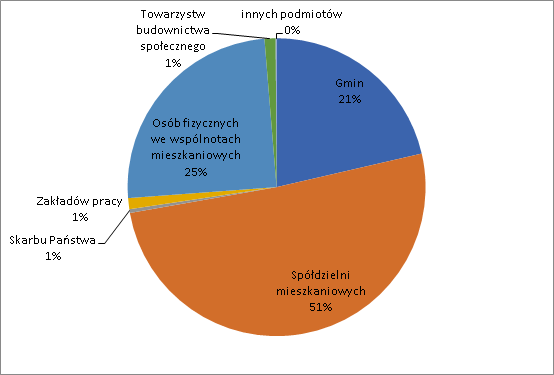 Towarzystw
budownictwa
społecznego
1%
innych podmiotów
0%
Gmin
21%
Osób fizycznych
we wspólnotach
mieszkaniowych
25%
Zakładów pracy
1%
Skarbu Państwa
1%
Spółdzielni
mieszkaniowych
51%